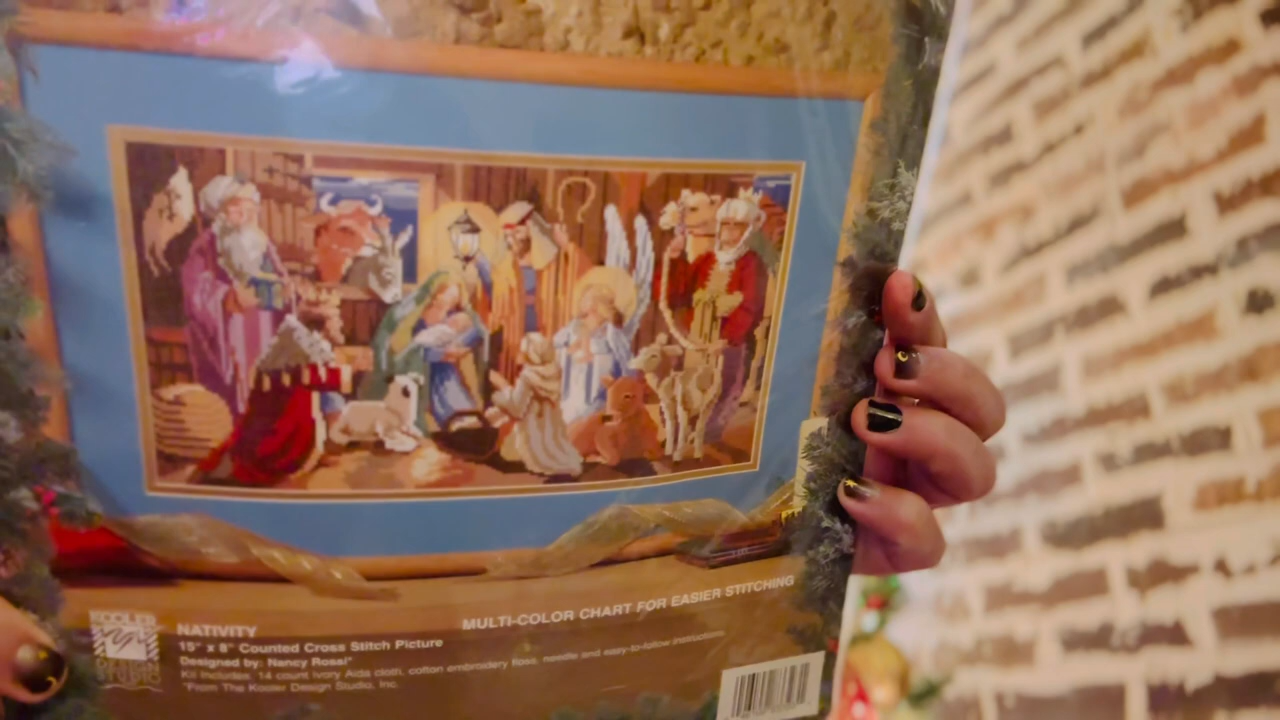 KOOLER
DESIGN
STUDIO
NATIVITY
MULTI-COLOR CHART FOR EASIER STITCHING
15" x 8" Counted Cross Stitch Picture
Designed by: Nancy Rossi*
Kit Includes: 14 count Ivory Aida cloth, cotton embroidery floss, needle and easy-to-follow instructions.
*From The Kooler Design Studio, Inc.